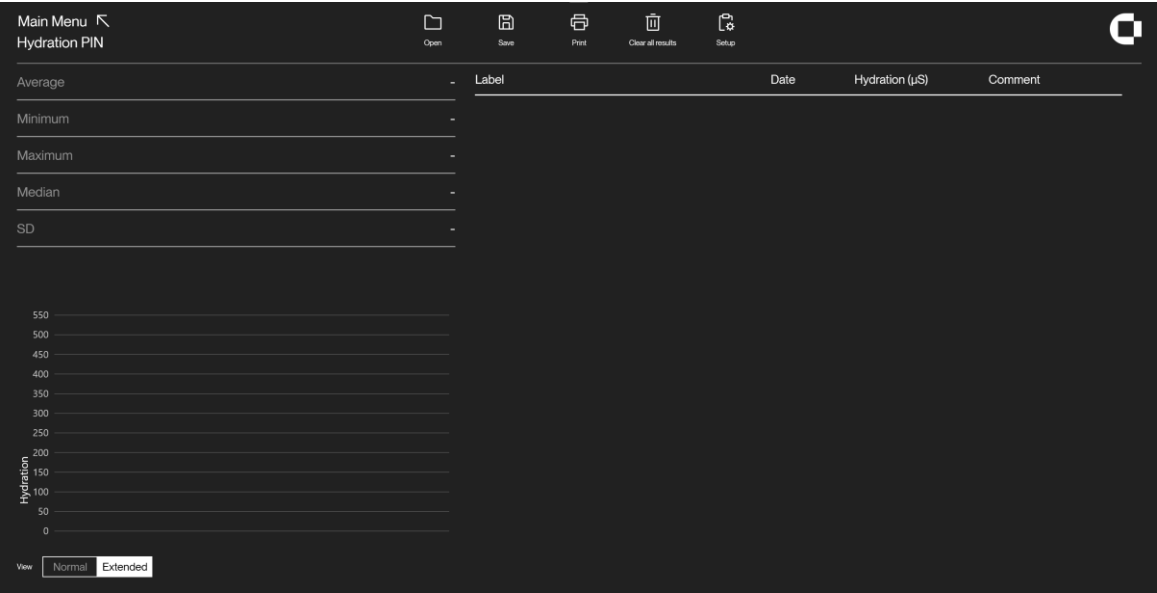 Main Menu
Hydration PIN
Open
Save
Print
Clear all results
Setup
Average -
Minimum -
Maximum -
Median -
SD -
Label Date Hydration (µS) Comment
550
500
450
400
350
300
250
200
150
100
50
0
Hydration
View Normal Extended